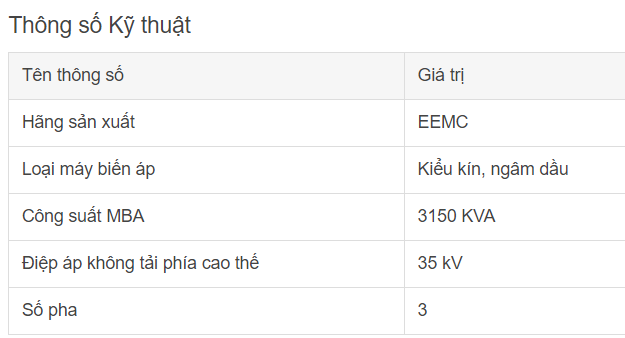 Thông số Kỹ thuật
Tên thông số Giá trị
Hãng sản xuất EEMC
Loại máy biến áp Kiểu kín, ngâm dầu
Công suất MBA 3150 KVA
Điệp áp không tải phía cao thế 35 kV
Số pha 3